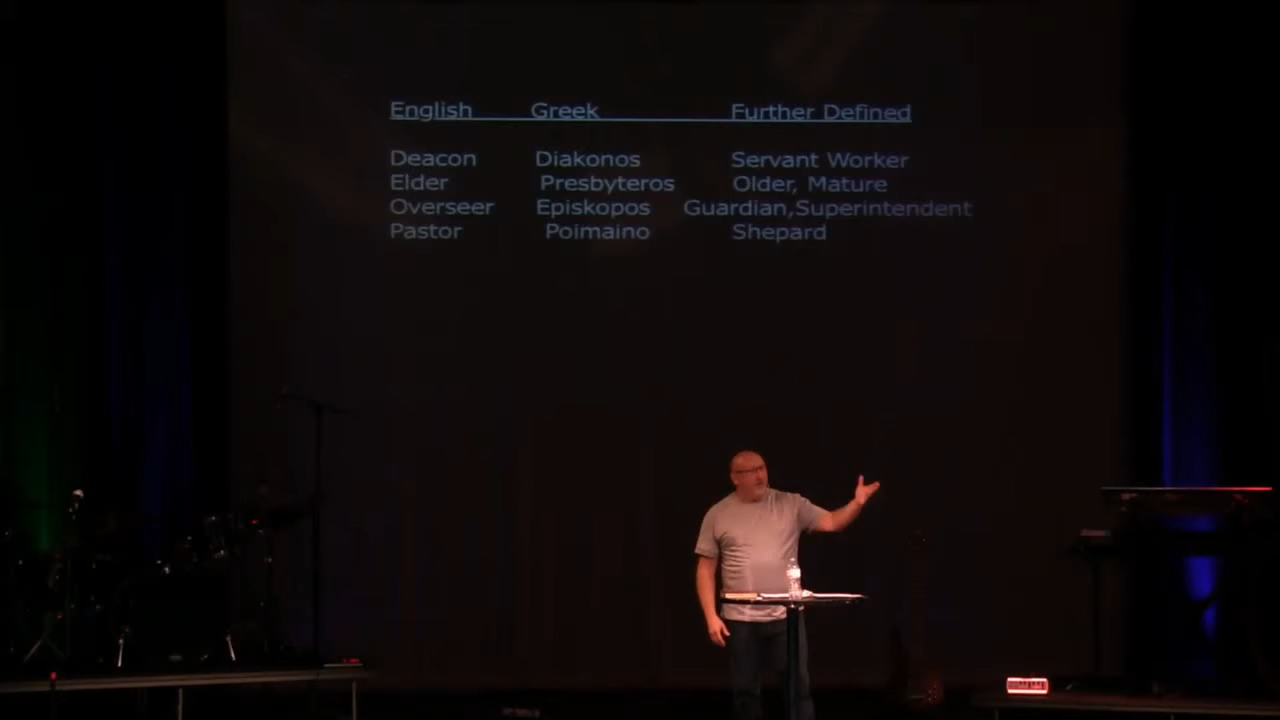 English Greek Further Defined
Deacon Diakonos Servant Worker
Elder Presbyteros Older, Mature
Overseer Episkopos Guardian,Superintendent
Pastor Poimaino Shepard